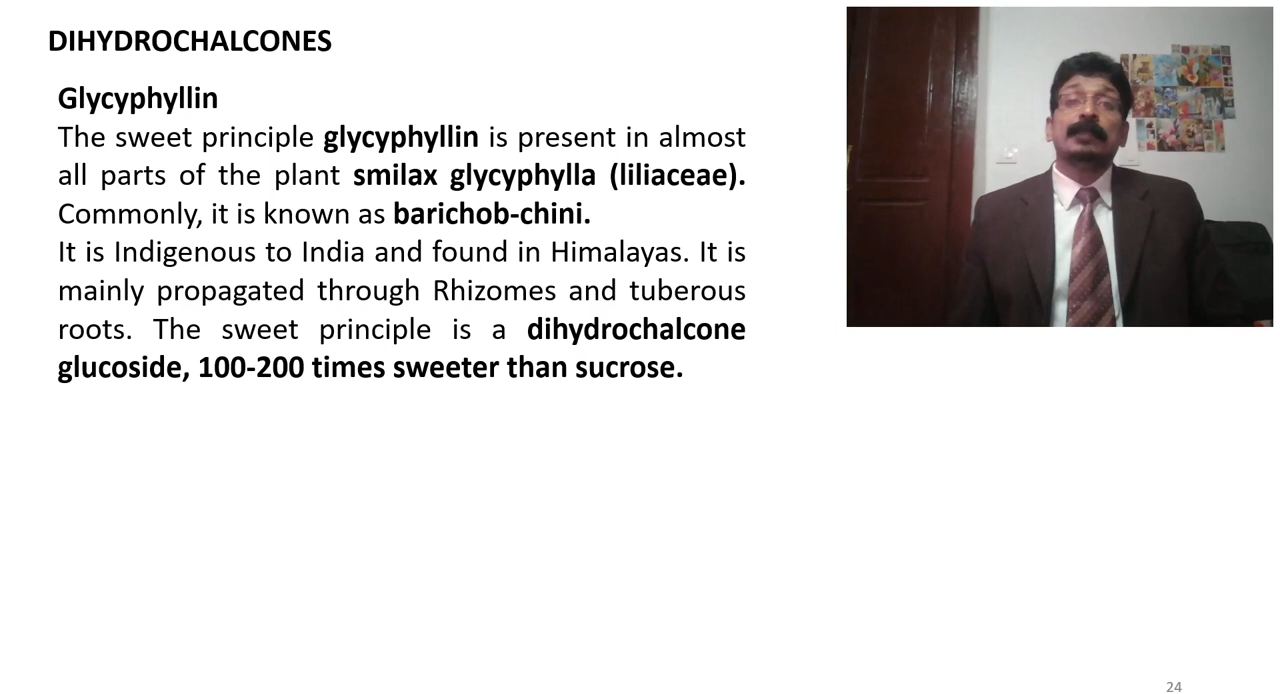 DIHYDROCHALCONES
Glycyphyllin
The sweet principle glycyphyllin is present in almost
all parts of the plant smilax glycyphylla (liliaceae).
Commonly, it is known as barichob-chini.
It is Indigenous to India and found in Himalayas. It is
mainly propagated through Rhizomes and tuberous
roots. The sweet principle is a dihydrochalcone
glucoside, 100-200 times sweeter than sucrose.
24